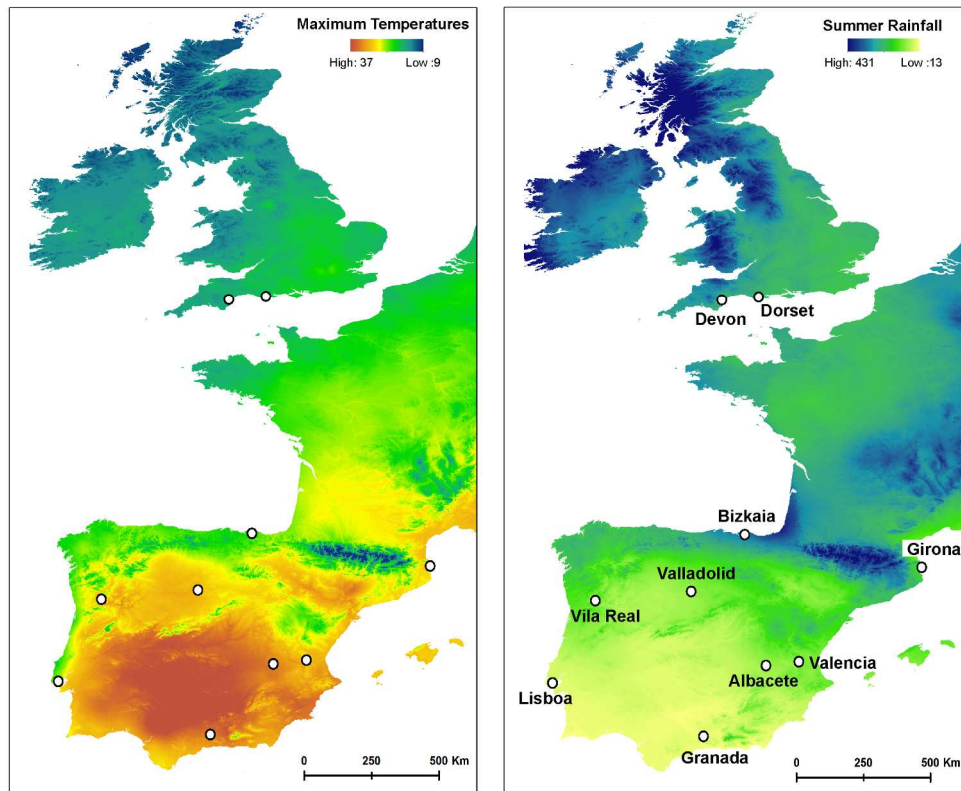 Maximum Temperatures
High: 37 Low :9
0 250 500 Km
Summer Rainfall
High: 431 Low :13
Devon
Dorset
Bizkaia
Girona
Valladolid
Vila Real
Valencia
Albacete
Lisboa
Granada
0 250 500 Km